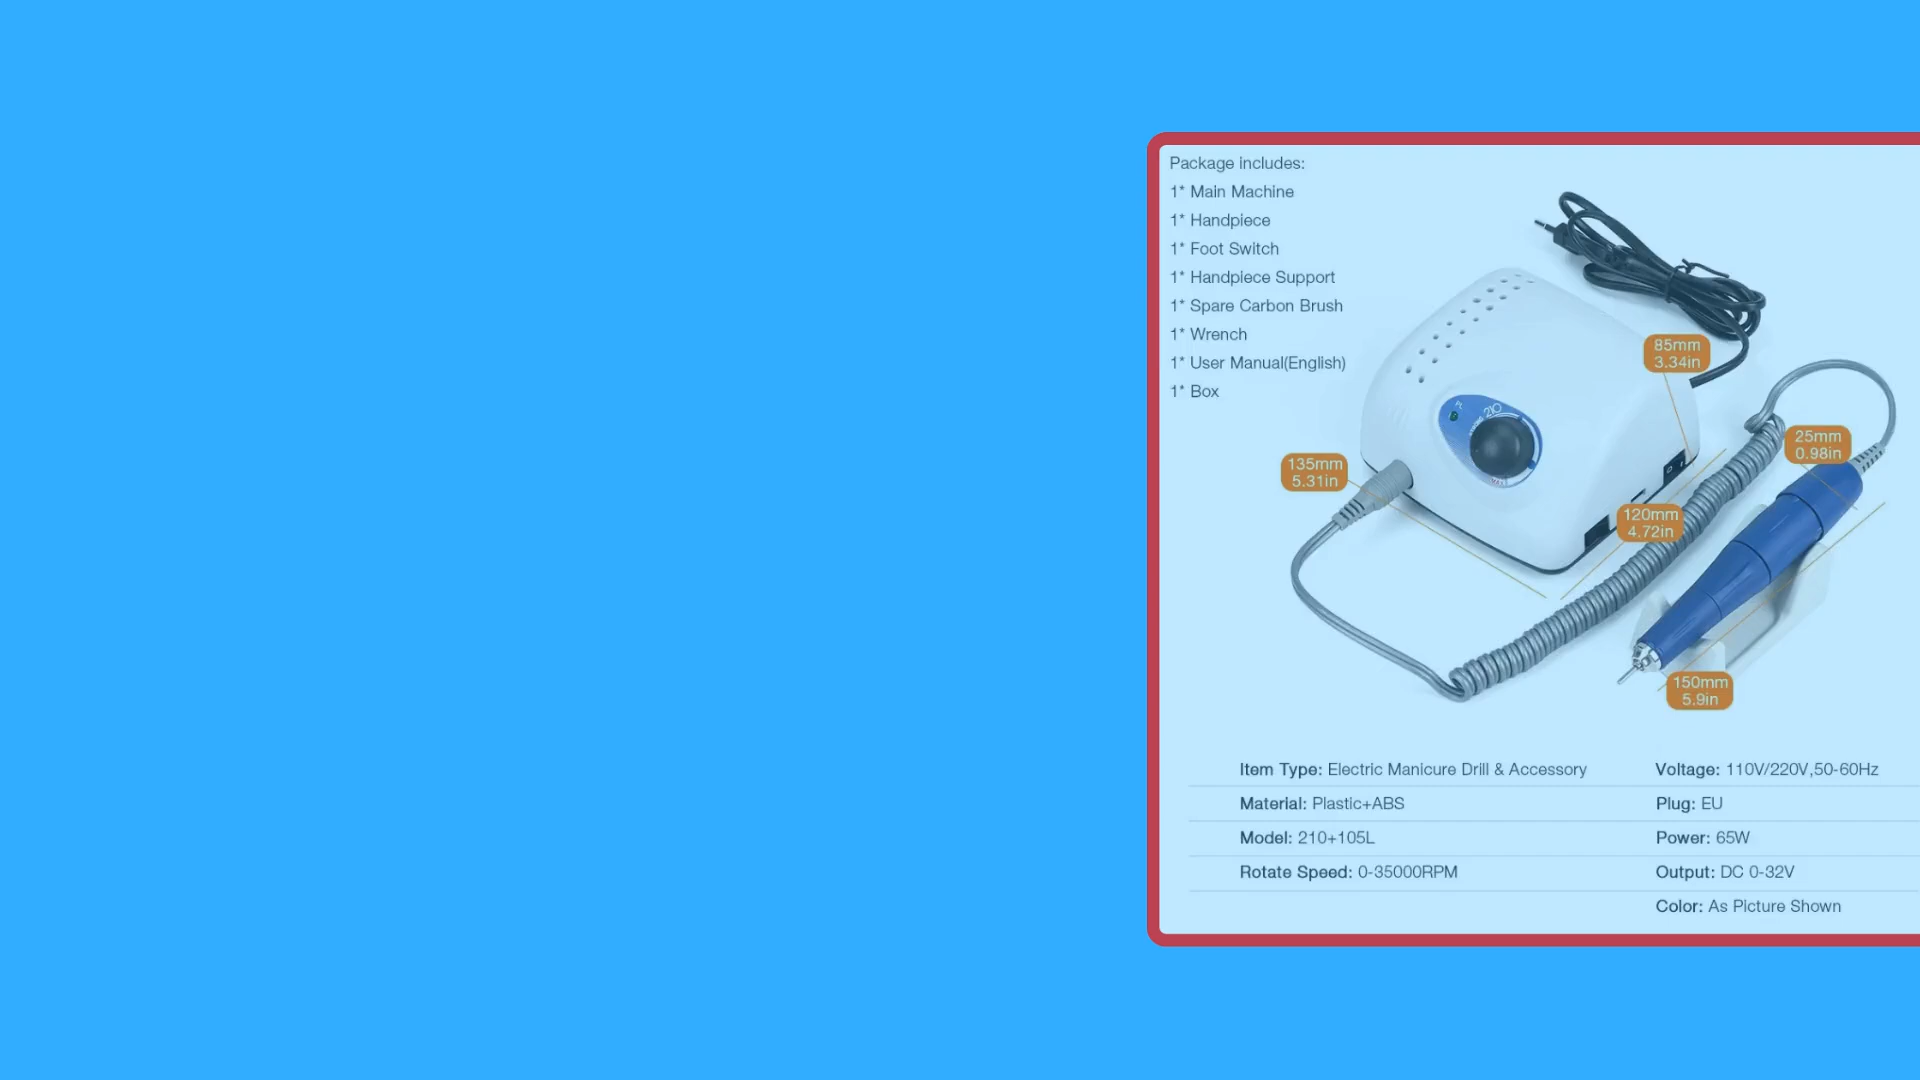 Package includes:
1* Main Machine
1* Handpiece
1* Foot Switch
1* Handpiece Support
1* Spare Carbon Brush
1* Wrench
1* User Manual(English)
1* Box
85mm
3.34in
25mm
0.98in
210
135mm
5.31in
120mm
4.72in
150mm
5.9in
Item Type: Electric Manicure Drill & Accessory
Voltage: 110V/220V,50-60Hz
Material: Plastic+ABS
Plug: EU
Model: 210+105L
Power: 65W
Rotate Speed: 0-35000RPM
Output: DC 0-32V
Color: As Picture Shown